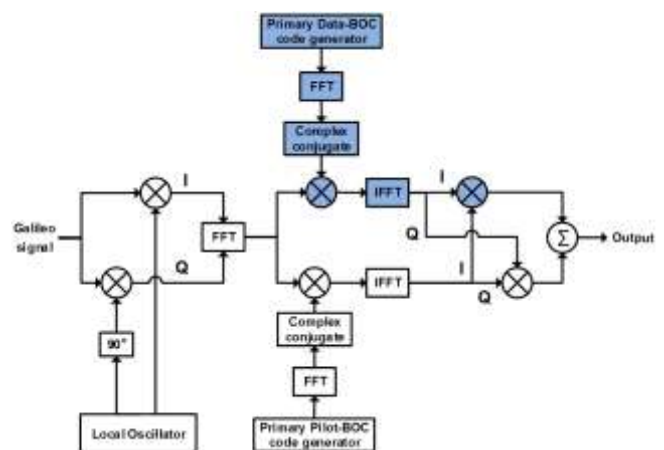 Primary Data-BOC
code generator
FFT
Complex
conjugate
I
IFFT
I
Galileo
signal
FFT
Q
Σ
Output
Q
IFFT
I
Q
90°
Complex
conjugate
FFT
Local Oscillator
Primary Pilot-BOC
code generator